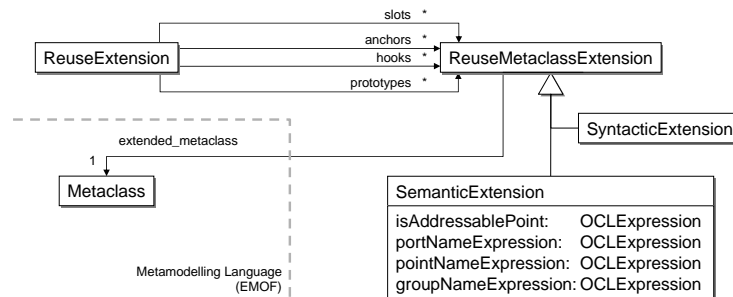 slots *
anchors *
ReuseExtension
ReuseMetaclassExtension
hooks *
prototypes *
SyntacticExtension
extended_metaclass
1
Metaclass
SemanticExtension
isAddressablePoint: OCLExpression
portNameExpression: OCLExpression
pointNameExpression: OCLExpression
groupNameExpression: OCLExpression
Metamodelling Language
(EMOF)